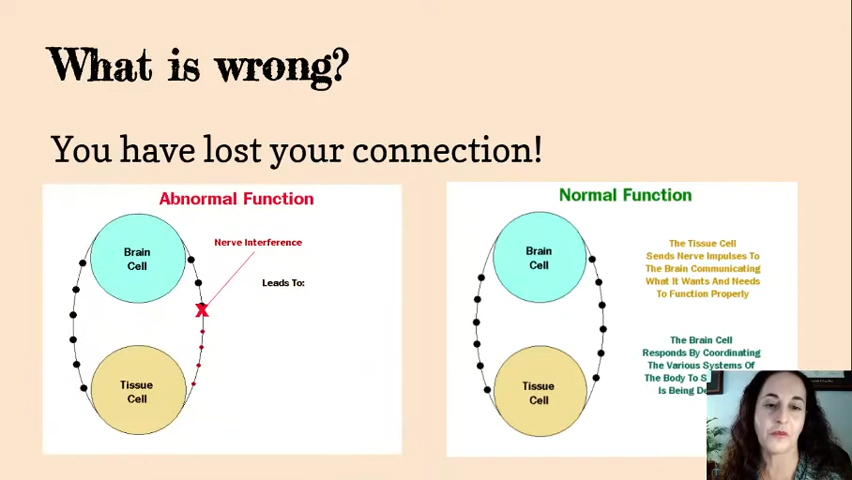 What is wrong?
You have lost your connection!
Abnormal Function
Brain
Cell
Nerve Interference
Leads To:
Tissue
Cell
Normal Function
Brain
Cell
The Tissue Cell
Sends Nerve Impulses To
The Brain Communicating
What It Wants And Needs
To Function Properly
Tissue
Cell
The Brain Cell
Responds By Coordinating
The Various Systems Of
The Body To
Is Being